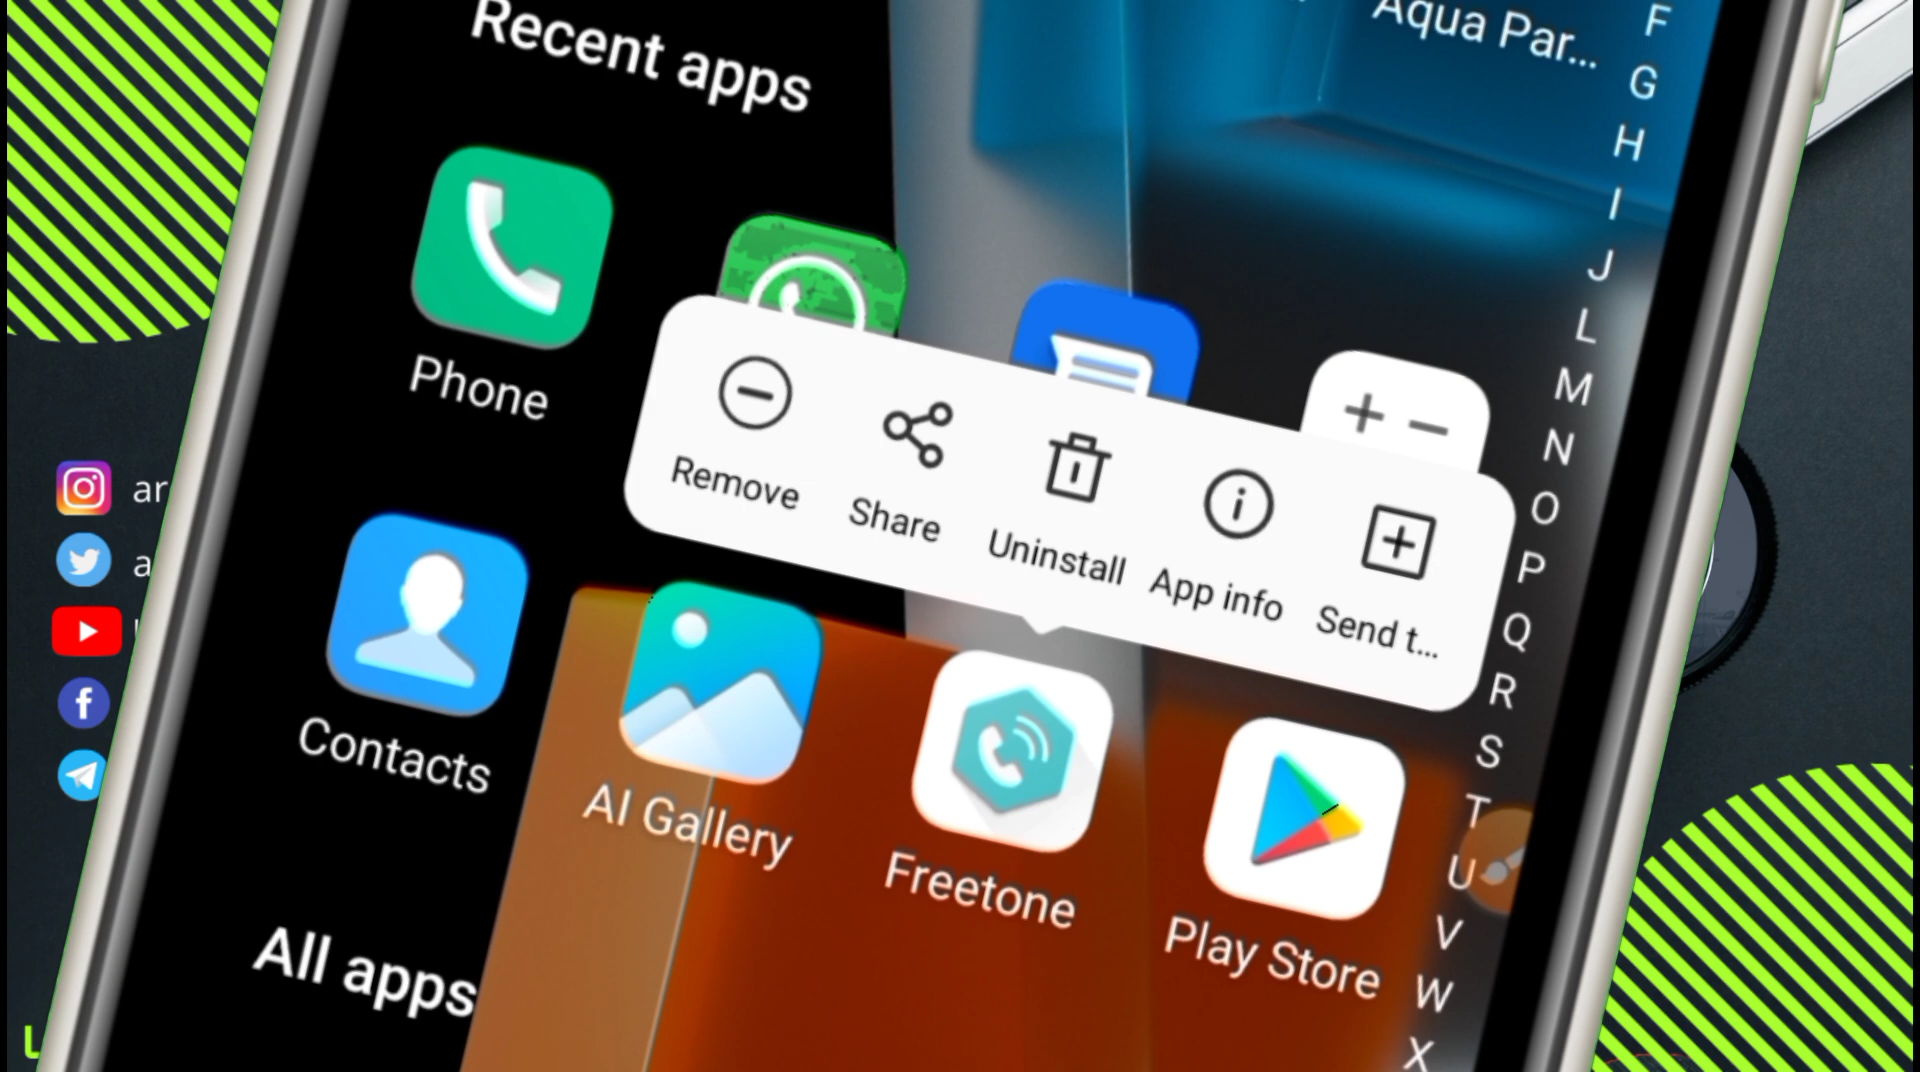 Recent apps
Aqua Par...
Phone
Remove
Share
Uninstall
App info
Send t...
Contacts
AI Gallery
Freetone
Play Store
All apps
F
G
H
I
J
L
M
N
O
P
Q
R
S
T
U
V
W
X
ar
a
L